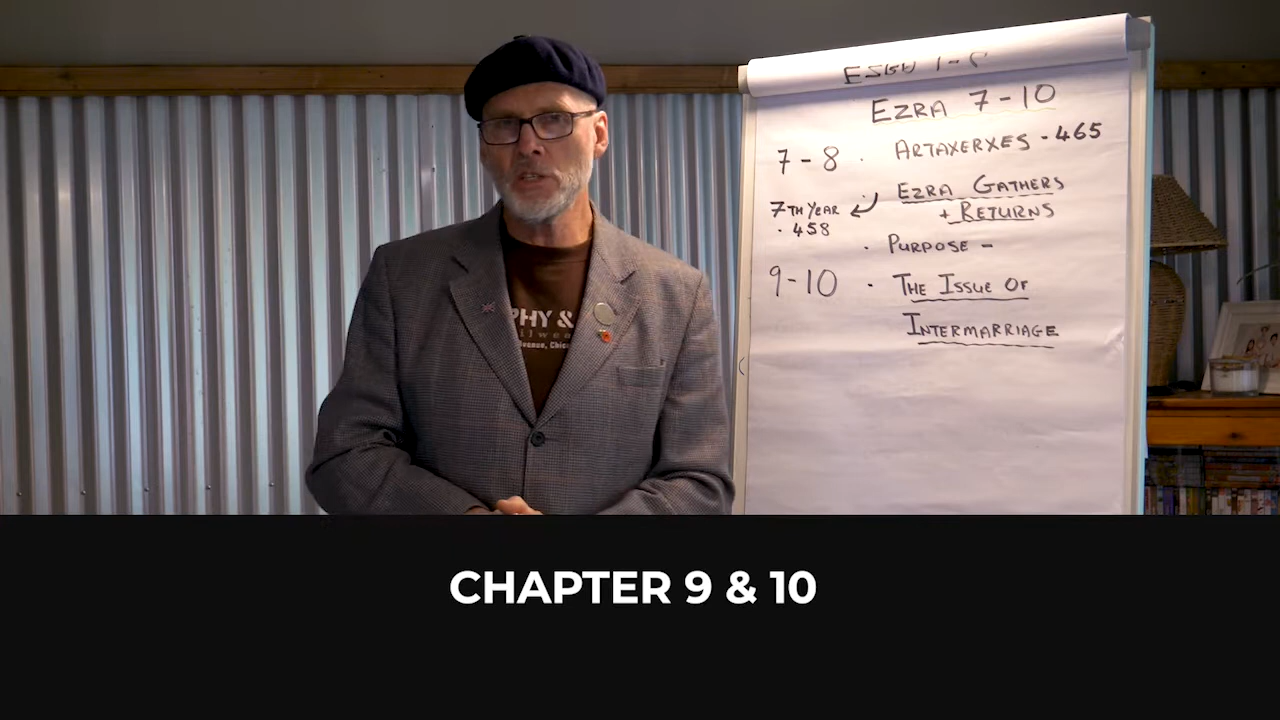 EZRA 7-10
7-8 · ARTAXERXES - 465
7TH YEAR
· 458
· EZRA GATHERS
+ RETURNS
· PURPOSE -
9-10 · THE ISSUE OF
INTERMARRIAGE
PHY &
CHAPTER 9 & 10